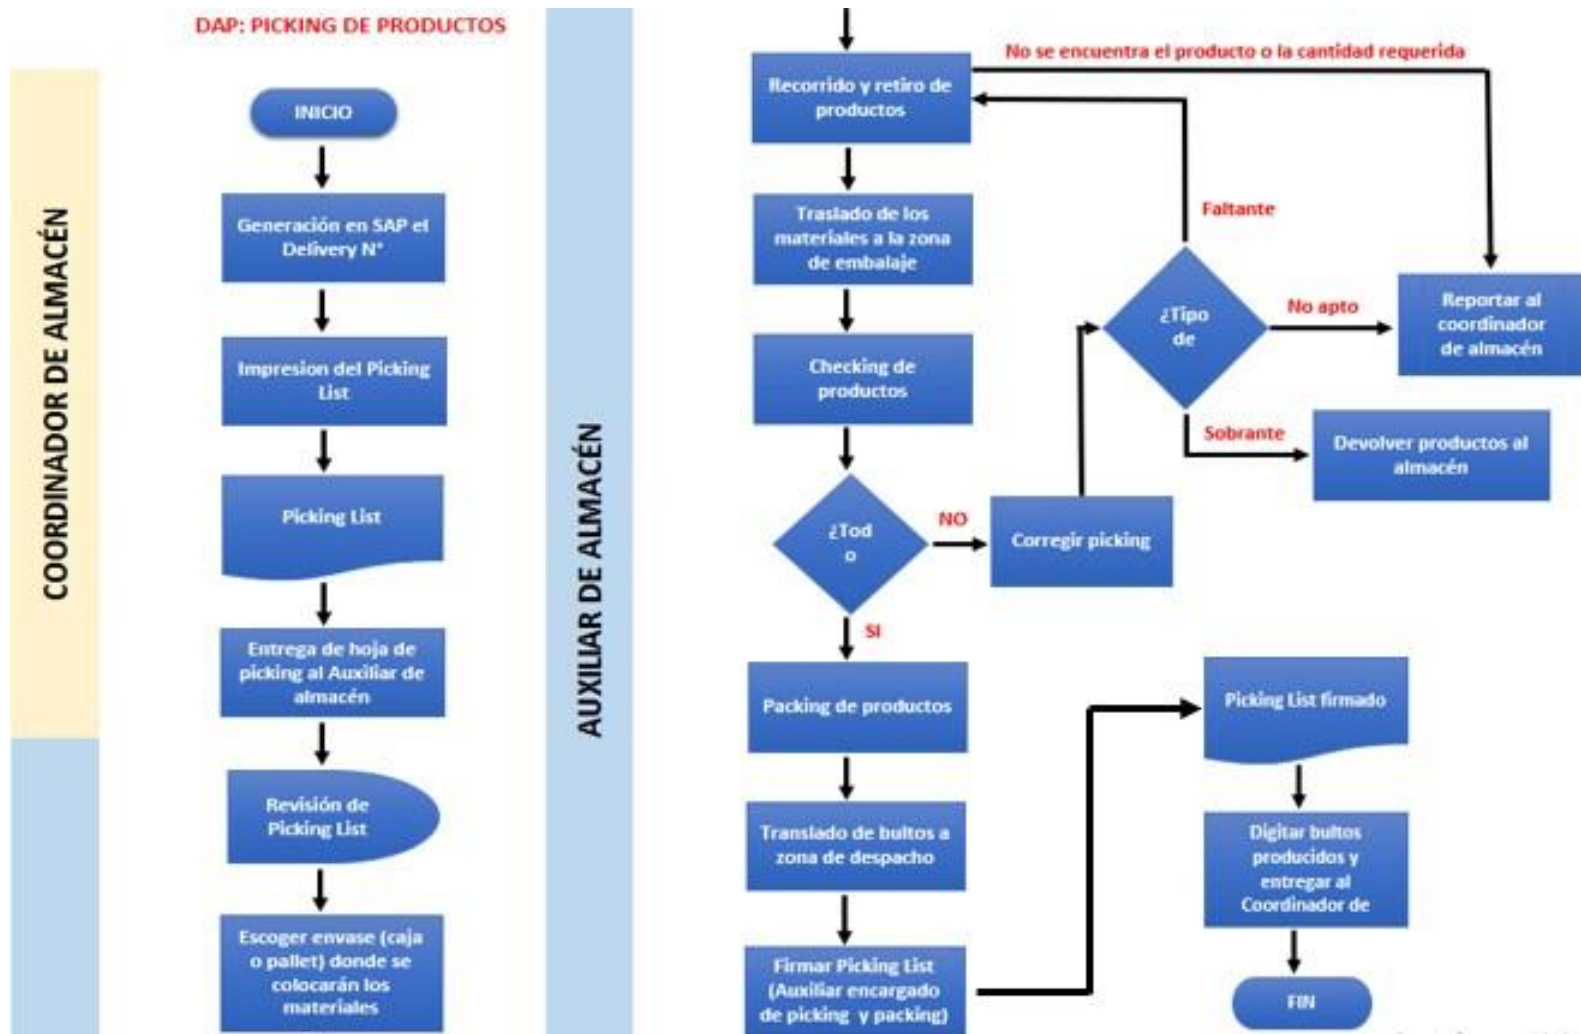 DAP: PICKING DE PRODUCTOS
COORDINADOR DE ALMACÉN
INICIO
Generación en SAP el
Delivery N°
Impresion del Picking
List
Picking List
Entrega de hoja de
picking al Auxiliar de
almacén
Revisión de
Picking List
Escoger envase (caja
o pallet) donde se
colocarán los
materiales
AUXILIAR DE ALMACÉN
No se encuentra el producto o la cantidad requerida
Recorrido y retiro de
productos
Traslado de los
materiales a la zona
de embalaje
Checking de
productos
¿Tod
o
NO
Corregir picking
¿Tipo
de
Faltante
No apto
Reportar al
coordinador
de almacén
Sobrante
Devolver productos al
almacén
SI
Packing de productos
Translado de bultos a
zona de despacho
Firmar Picking List
(Auxiliar encargado
de picking y packing)
Picking List firmado
Digitar bultos
producidos y
entregar al
Coordinador de
FIN